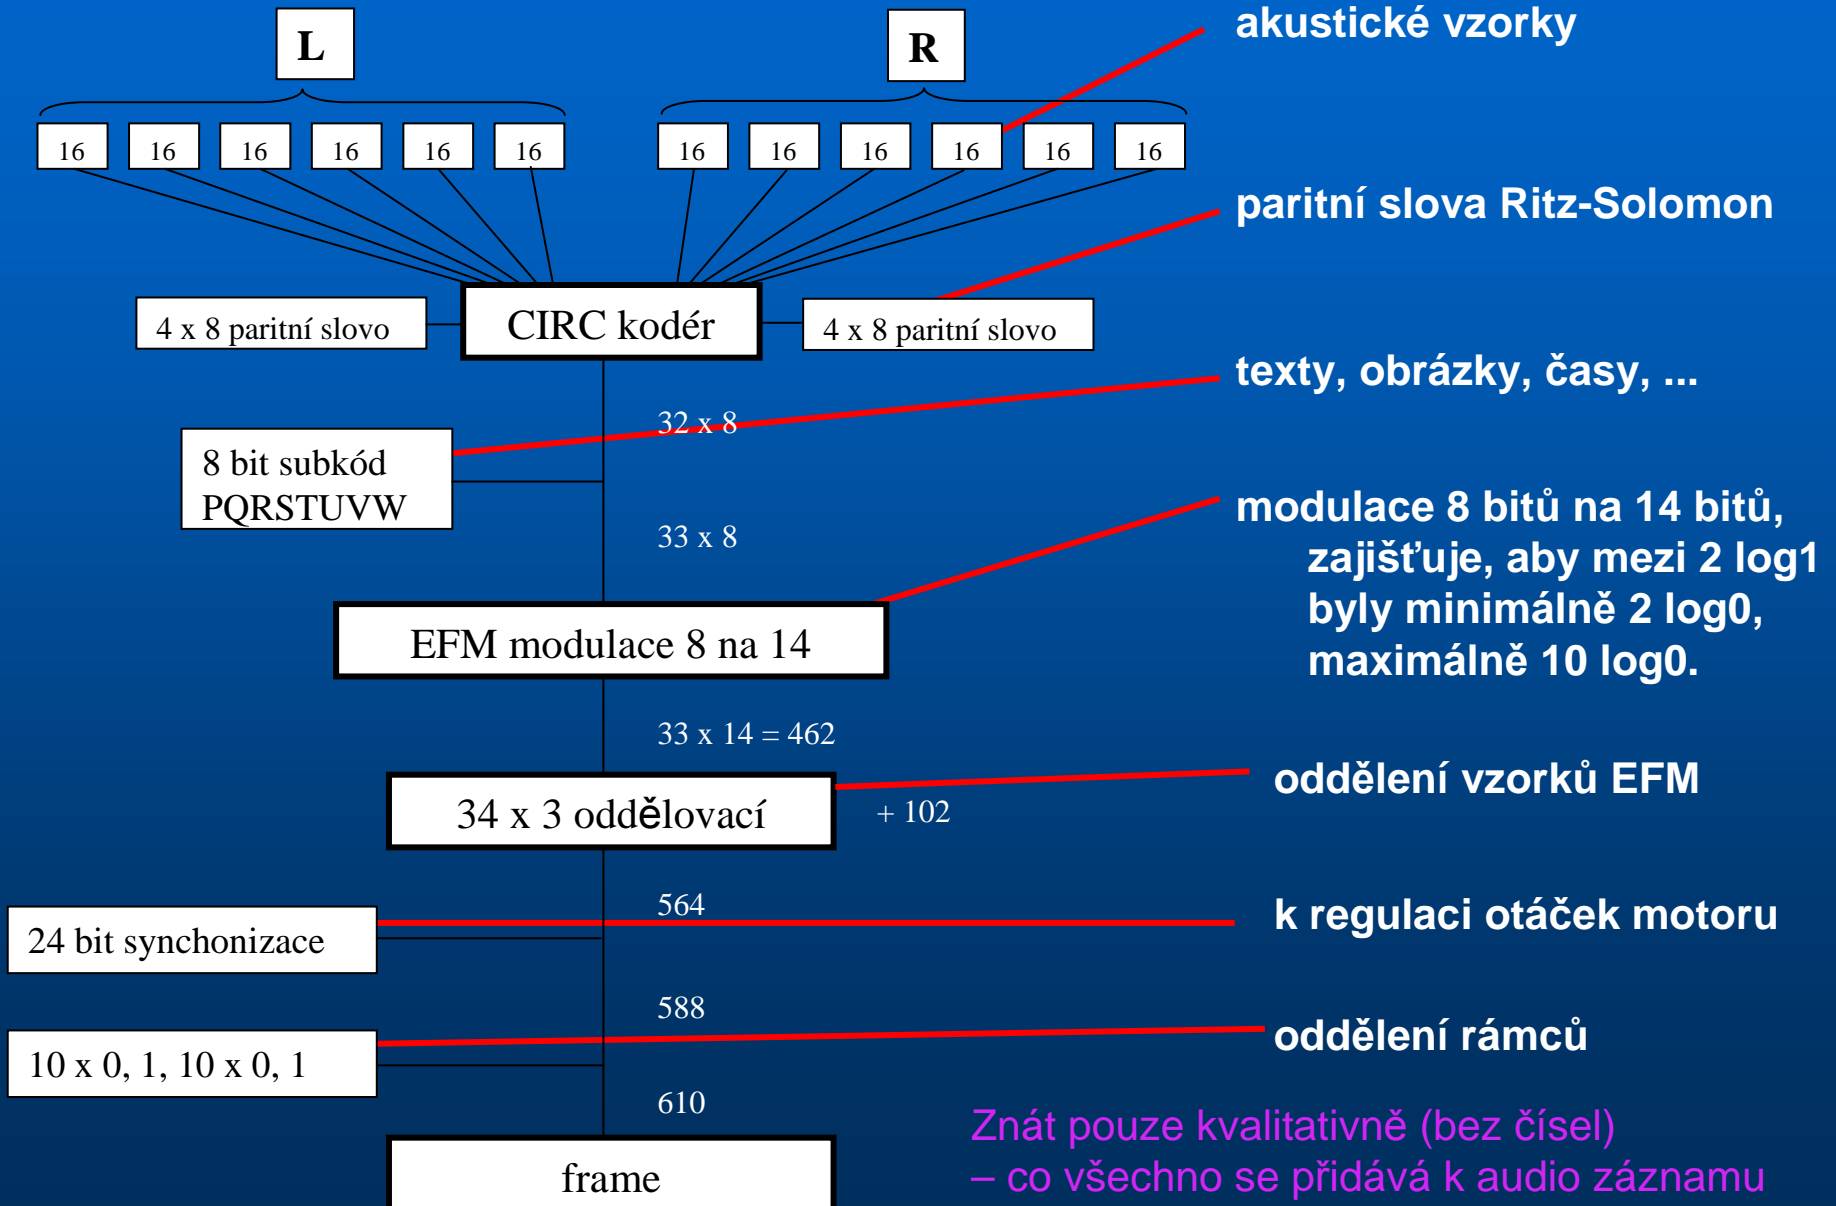 L
R
akustické vzorky
16 16 16 16 16 16 16 16 16 16 16 16
paritní slova Ritz-Solomon
4 x 8 paritní slovo
CIRC kodér
4 x 8 paritní slovo
texty, obrázky, časy, ...
32 x 8
8 bit subkód
PQRSTUVW
33 x 8
modulace 8 bitů na 14 bitů,
zajišťuje, aby mezi 2 log1
byly minimálně 2 log0,
maximálně 10 log0.
EFM modulace 8 na 14
33 x 14 = 462
34 x 3 oddělovací
+ 102
oddělení vzorků EFM
564
24 bit synchonizace
k regulaci otáček motoru
588
10 x 0, 1, 10 x 0, 1
oddělení rámců
610
frame
Znát pouze kvalitativně (bez čísel)
– co všechno se přidává k audio záznamu